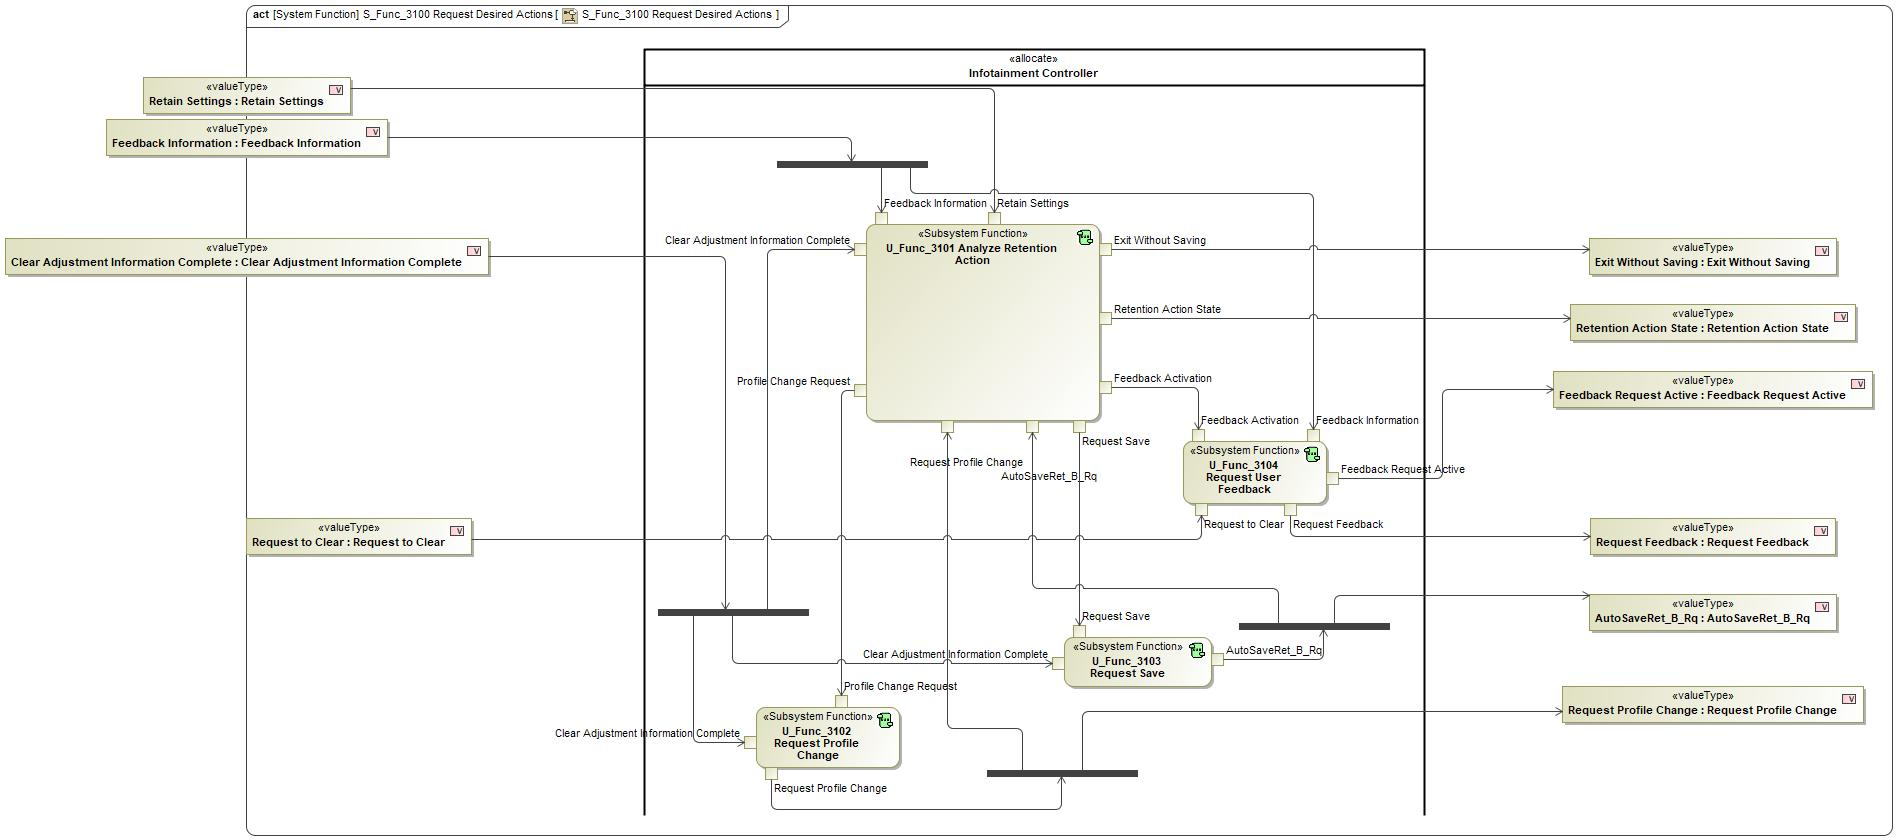 act [System Function] S_Func_3100 Request Desired Actions [ S_Func_3100 Request Desired Actions ]
«allocate»
Infotainment Controller
«valueType»
Retain Settings : Retain Settings
V
«valueType»
Feedback Information : Feedback Information
V
Feedback Information
Retain Settings
Clear Adjustment Information Complete
«valueType»
Clear Adjustment Information Complete : Clear Adjustment Information Complete
V
«Subsystem Function»
U_Func_3101 Analyze Retention
Action
Exit Without Saving
«valueType»
Exit Without Saving : Exit Without Saving
V
Retention Action State
«valueType»
Retention Action State : Retention Action State
V
Profile Change Request
Feedback Activation
«valueType»
Feedback Request Active : Feedback Request Active
V
Feedback Activation
Feedback Information
Request Save
Request Profile Change
AutoSaveRet_B_Rq
«Subsystem Function»
U_Func_3104
Request User
Feedback
Feedback Request Active
Request to Clear
Request Feedback
«valueType»
Request to Clear : Request to Clear
V
«valueType»
Request Feedback : Request Feedback
V
Request Save
«valueType»
AutoSaveRet_B_Rq : AutoSaveRet_B_Rq
V
Clear Adjustment Information Complete
«Subsystem Function»
U_Func_3103
Request Save
AutoSaveRet_B_Rq
Profile Change Request
«valueType»
Request Profile Change : Request Profile Change
V
Clear Adjustment Information Complete
«Subsystem Function»
U_Func_3102
Request Profile
Change
Request Profile Change